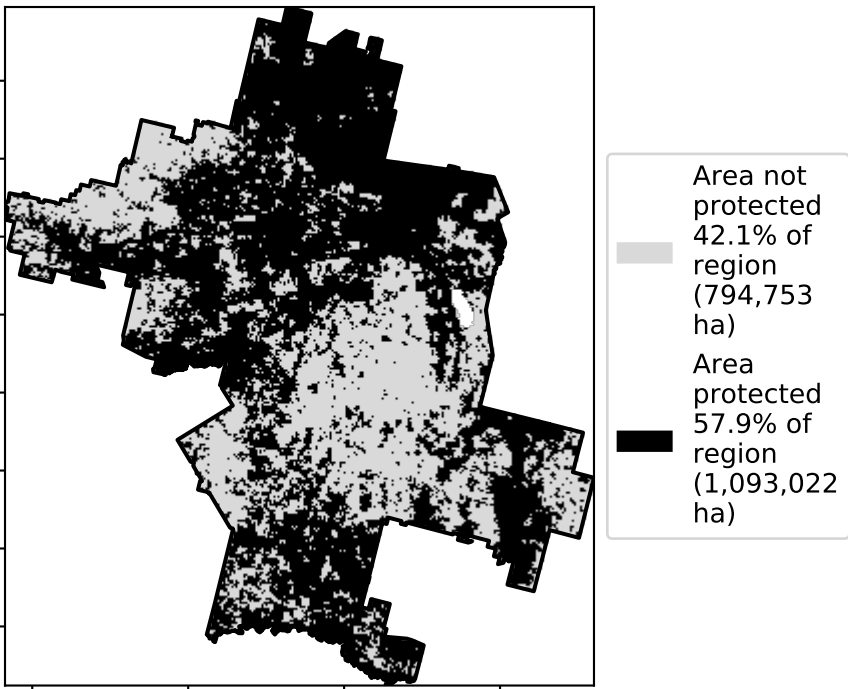 Area not
protected
42.1% of
region
(794,753
ha)
Area
protected
57.9% of
region
(1,093,022
ha)